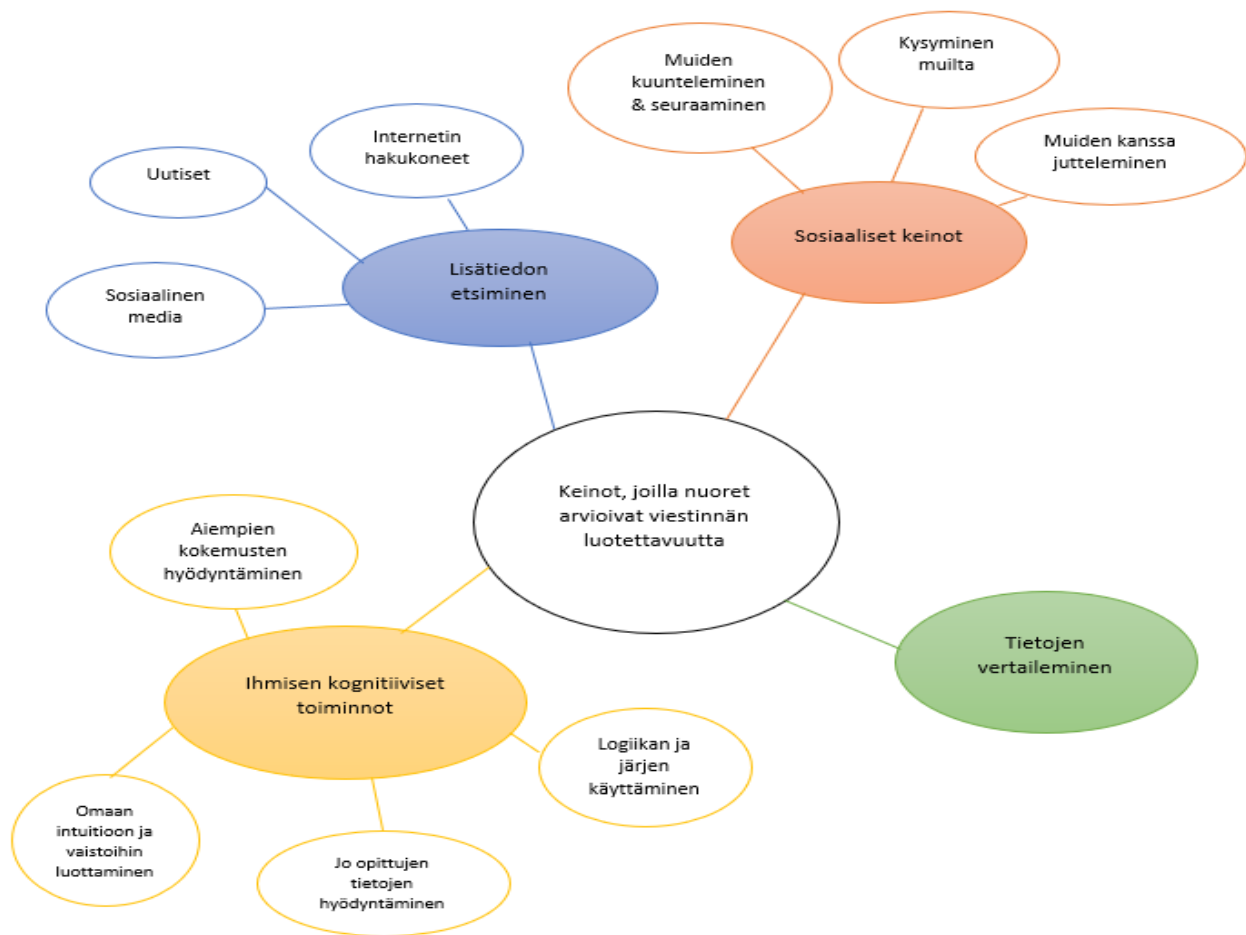 Muiden
kuunteleminen
& seuraaminen
Kysyminen
muilta
Muiden kanssa
jutteleminen
Internetin
hakukoneet
Uutiset
Sosiaalinen
media
Lisätiedon
etsiminen
Sosiaaliset keinot
Keinot, joilla nuoret
arvioivat viestinnän
luotettavuutta
Aiempien
kokemusten
hyödyntäminen
Ihmisen kognitiiviset
toiminnot
Tietojen
vertaileminen
Logiikan ja
järjen
käyttäminen
Omaan
intuitioon ja
vaistoihin
luottaminen
Jo opittujen
tietojen
hyödyntäminen